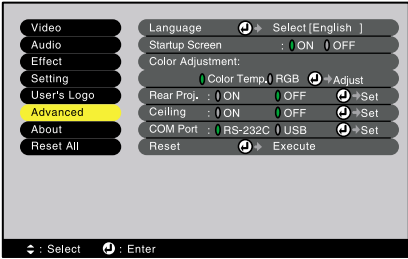 Video
Audio
Effect
Setting
User's Logo
Advanced
About
Reset All
Language Select [English ]
Startup Screen : ON OFF
Color Adjustment:
Color Temp. RGB Adjust
Rear Proj. : ON OFF Set
Ceiling : ON OFF Set
COM Port : RS-232C USB Set
Reset Execute
: Select : Enter